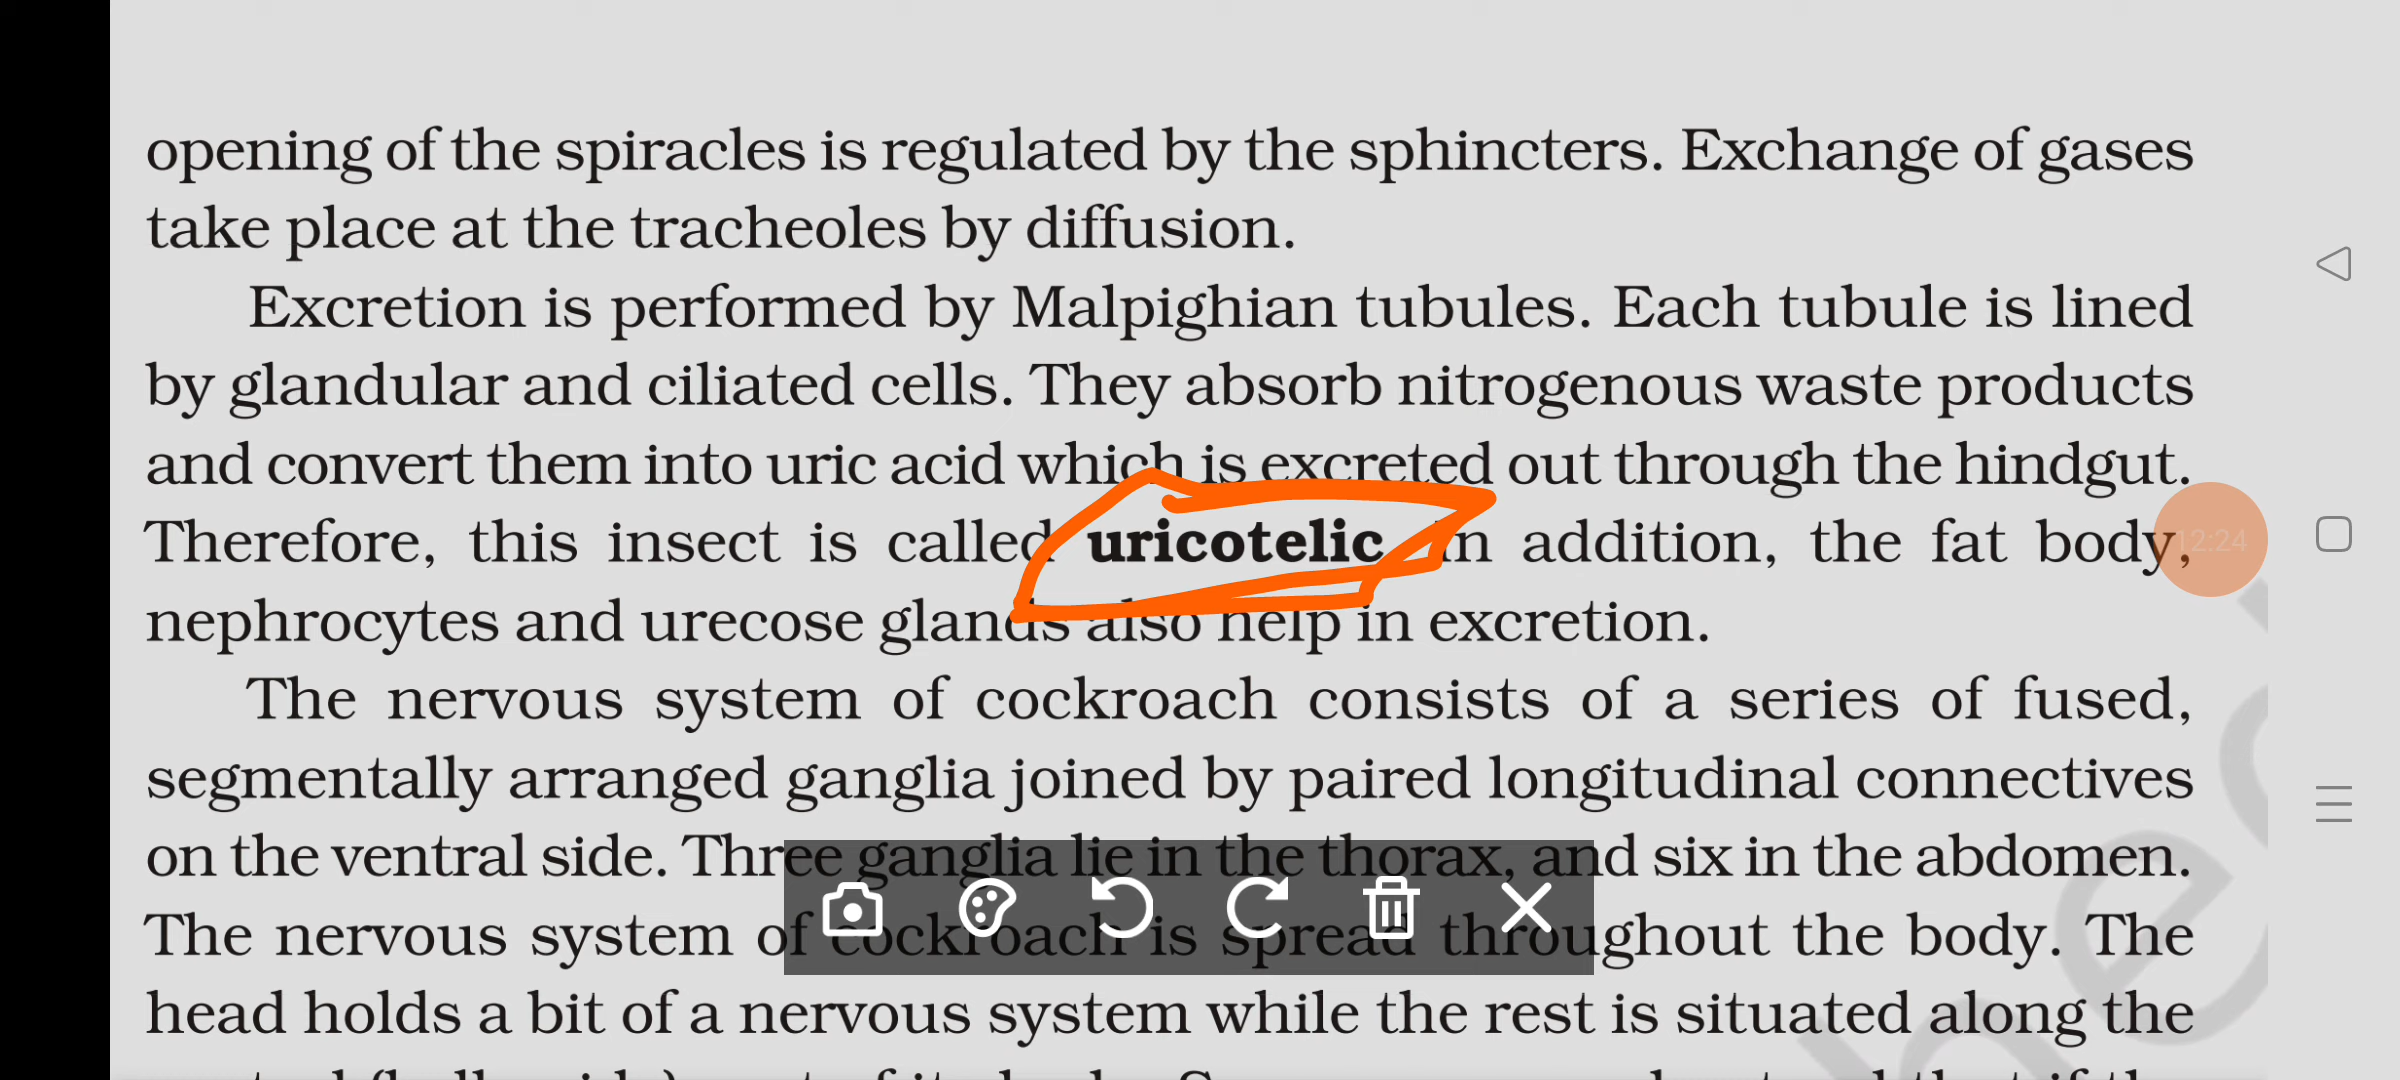 opening of the spiracles is regulated by the sphincters. Exchange of gases
take place at the tracheoles by diffusion.
Excretion is performed by Malpighian tubules. Each tubule is lined
by glandular and ciliated cells. They absorb nitrogenous waste products
and convert them into uric acid which is excreted out through the hindgut.
Therefore, this insect is called uricotelic In addition, the fat body,
12:24
nephrocytes and urecose glands also help in excretion.
The nervous system of cockroach consists of a series of fused,
segmentally arranged ganglia joined by paired longitudinal connectives
on the ventral side. Three ganglia lie in the thorax, and six in the abdomen.
The nervous system of cockroach is spread throughout the body. The
head holds a bit of a nervous system while the rest is situated along the